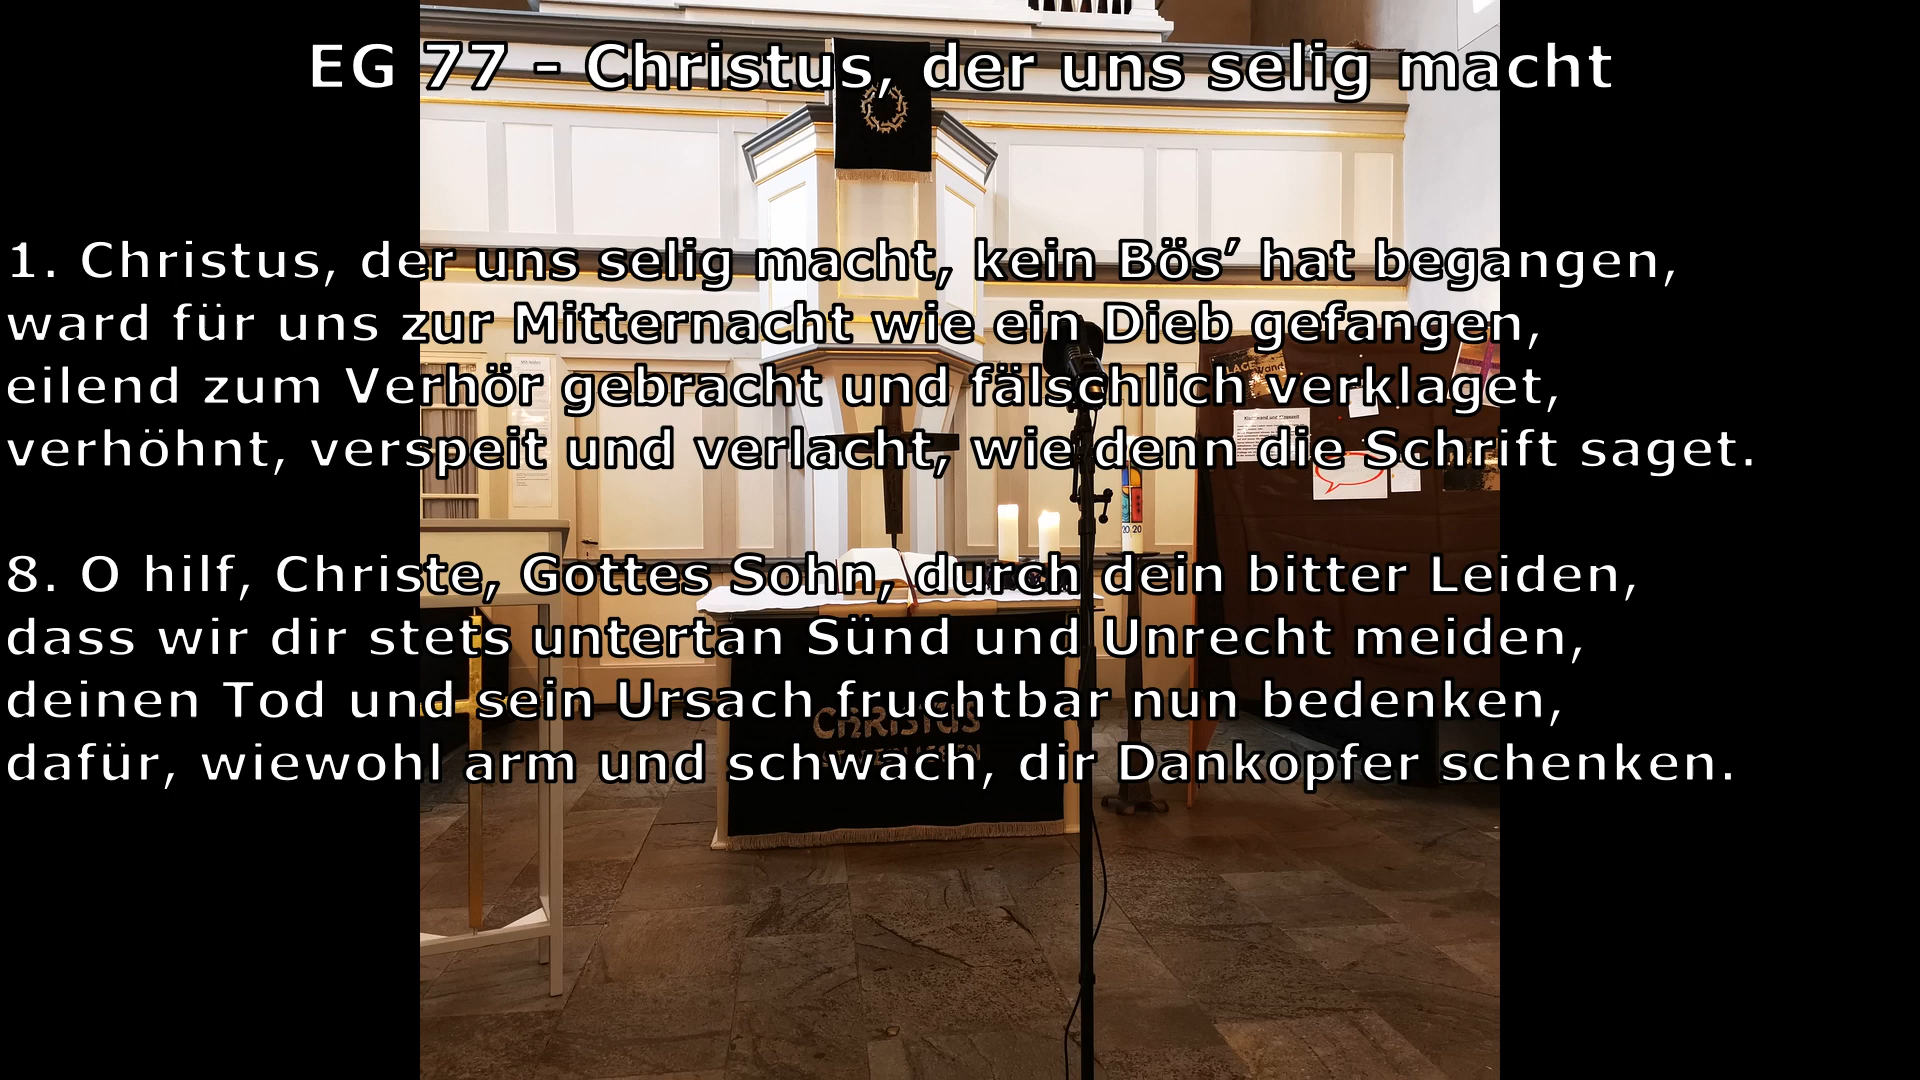 EG 77 - Christus, der uns selig macht
1. Christus, der uns selig macht, kein Bös’ hat begangen,
ward für uns zur Mitternacht wie ein Dieb gefangen,
eilend zum Verhör gebracht und fälschlich verklaget,
verhöhnt, verspeit und verlacht, wie denn die Schrift saget.
8. O hilf, Christe, Gottes Sohn, durch dein bitter Leiden,
dass wir dir stets untertan Sünd und Unrecht meiden,
deinen Tod und sein Ursach fruchtbar nun bedenken,
dafür, wiewohl arm und schwach, dir Dankopfer schenken.
CHRISTUS
20 20